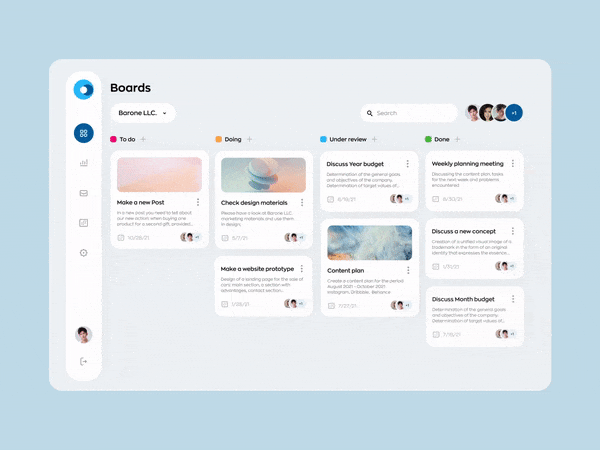 Boards
Barone LLC.
Search
+1
To do
Doing
Under review
Done
Make a new Post
In a new post you need to tell about
our new action: when buying one
product for a second gift, provided...
10/28/21
+1
Check design materials
Please have a look at Barone LLC.
marketing materials and use them
in design;
5/7/21
+1
Make a website prototype
Design of a landing page for the sale of
cars: main section, a section with
advantages, contact section
1/05/21
+1
Discuss Year budget
Determination of the general goals
and objectives of the company.
Determination of target values of...
8/16/21
+1
Content plan
Create a content plan for the period
August 2021 - October 2021
Instagram, Dribbble, Behance
7/27/21
+1
Weekly planning meeting
Discussing the content plan, tasks
for the next week and problems
encountered
8/30/21
+1
Discuss a new concept
Creation of a unified visual image of a
trademark in the form of an original
identity that expresses the essence...
1/31/21
+1
Discuss Month budget
Determination of the general goals
and objectives of the company.
Determination of target values of...
7/18/21
+1